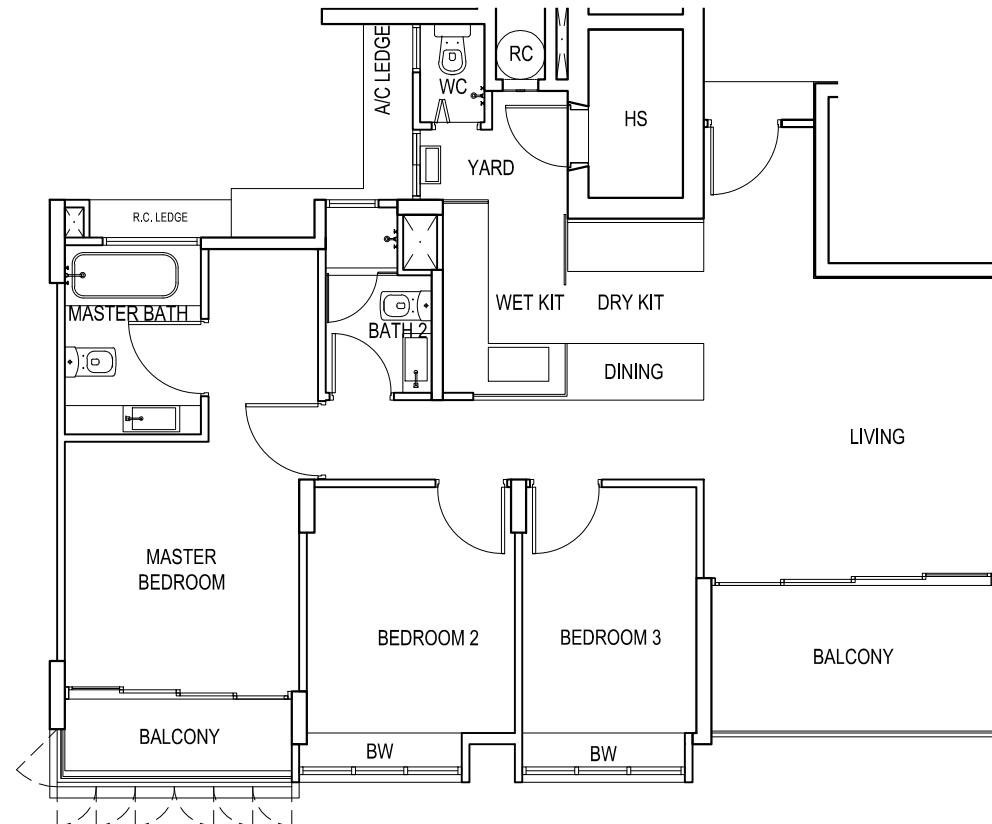 A/C LEDGE
RC
WC
HS
YARD
R.C. LEDGE
WET KIT
DRY KIT
MASTER BATH
BATH 2
DINING
LIVING
MASTER
BEDROOM
BEDROOM 2
BEDROOM 3
BALCONY
BALCONY
BW
BW